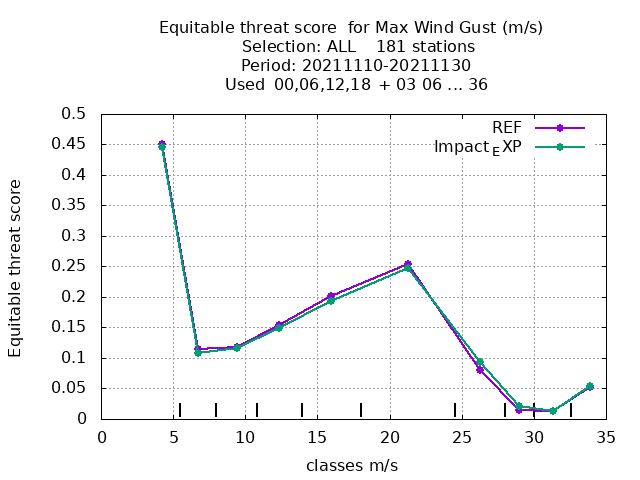 Equitable threat score  for Max Wind Gust (m/s)
Selection: ALL    181 stations
Period: 20211110-20211130
Used  00,06,12,18  + 03 06 ... 36
REF
Impact_EXP
Equitable threat score
0.5
0.45
0.4
0.35
0.3
0.25
0.2
0.15
0.1
0.05
0
0 5 10 15 20 25 30 35
classes m/s